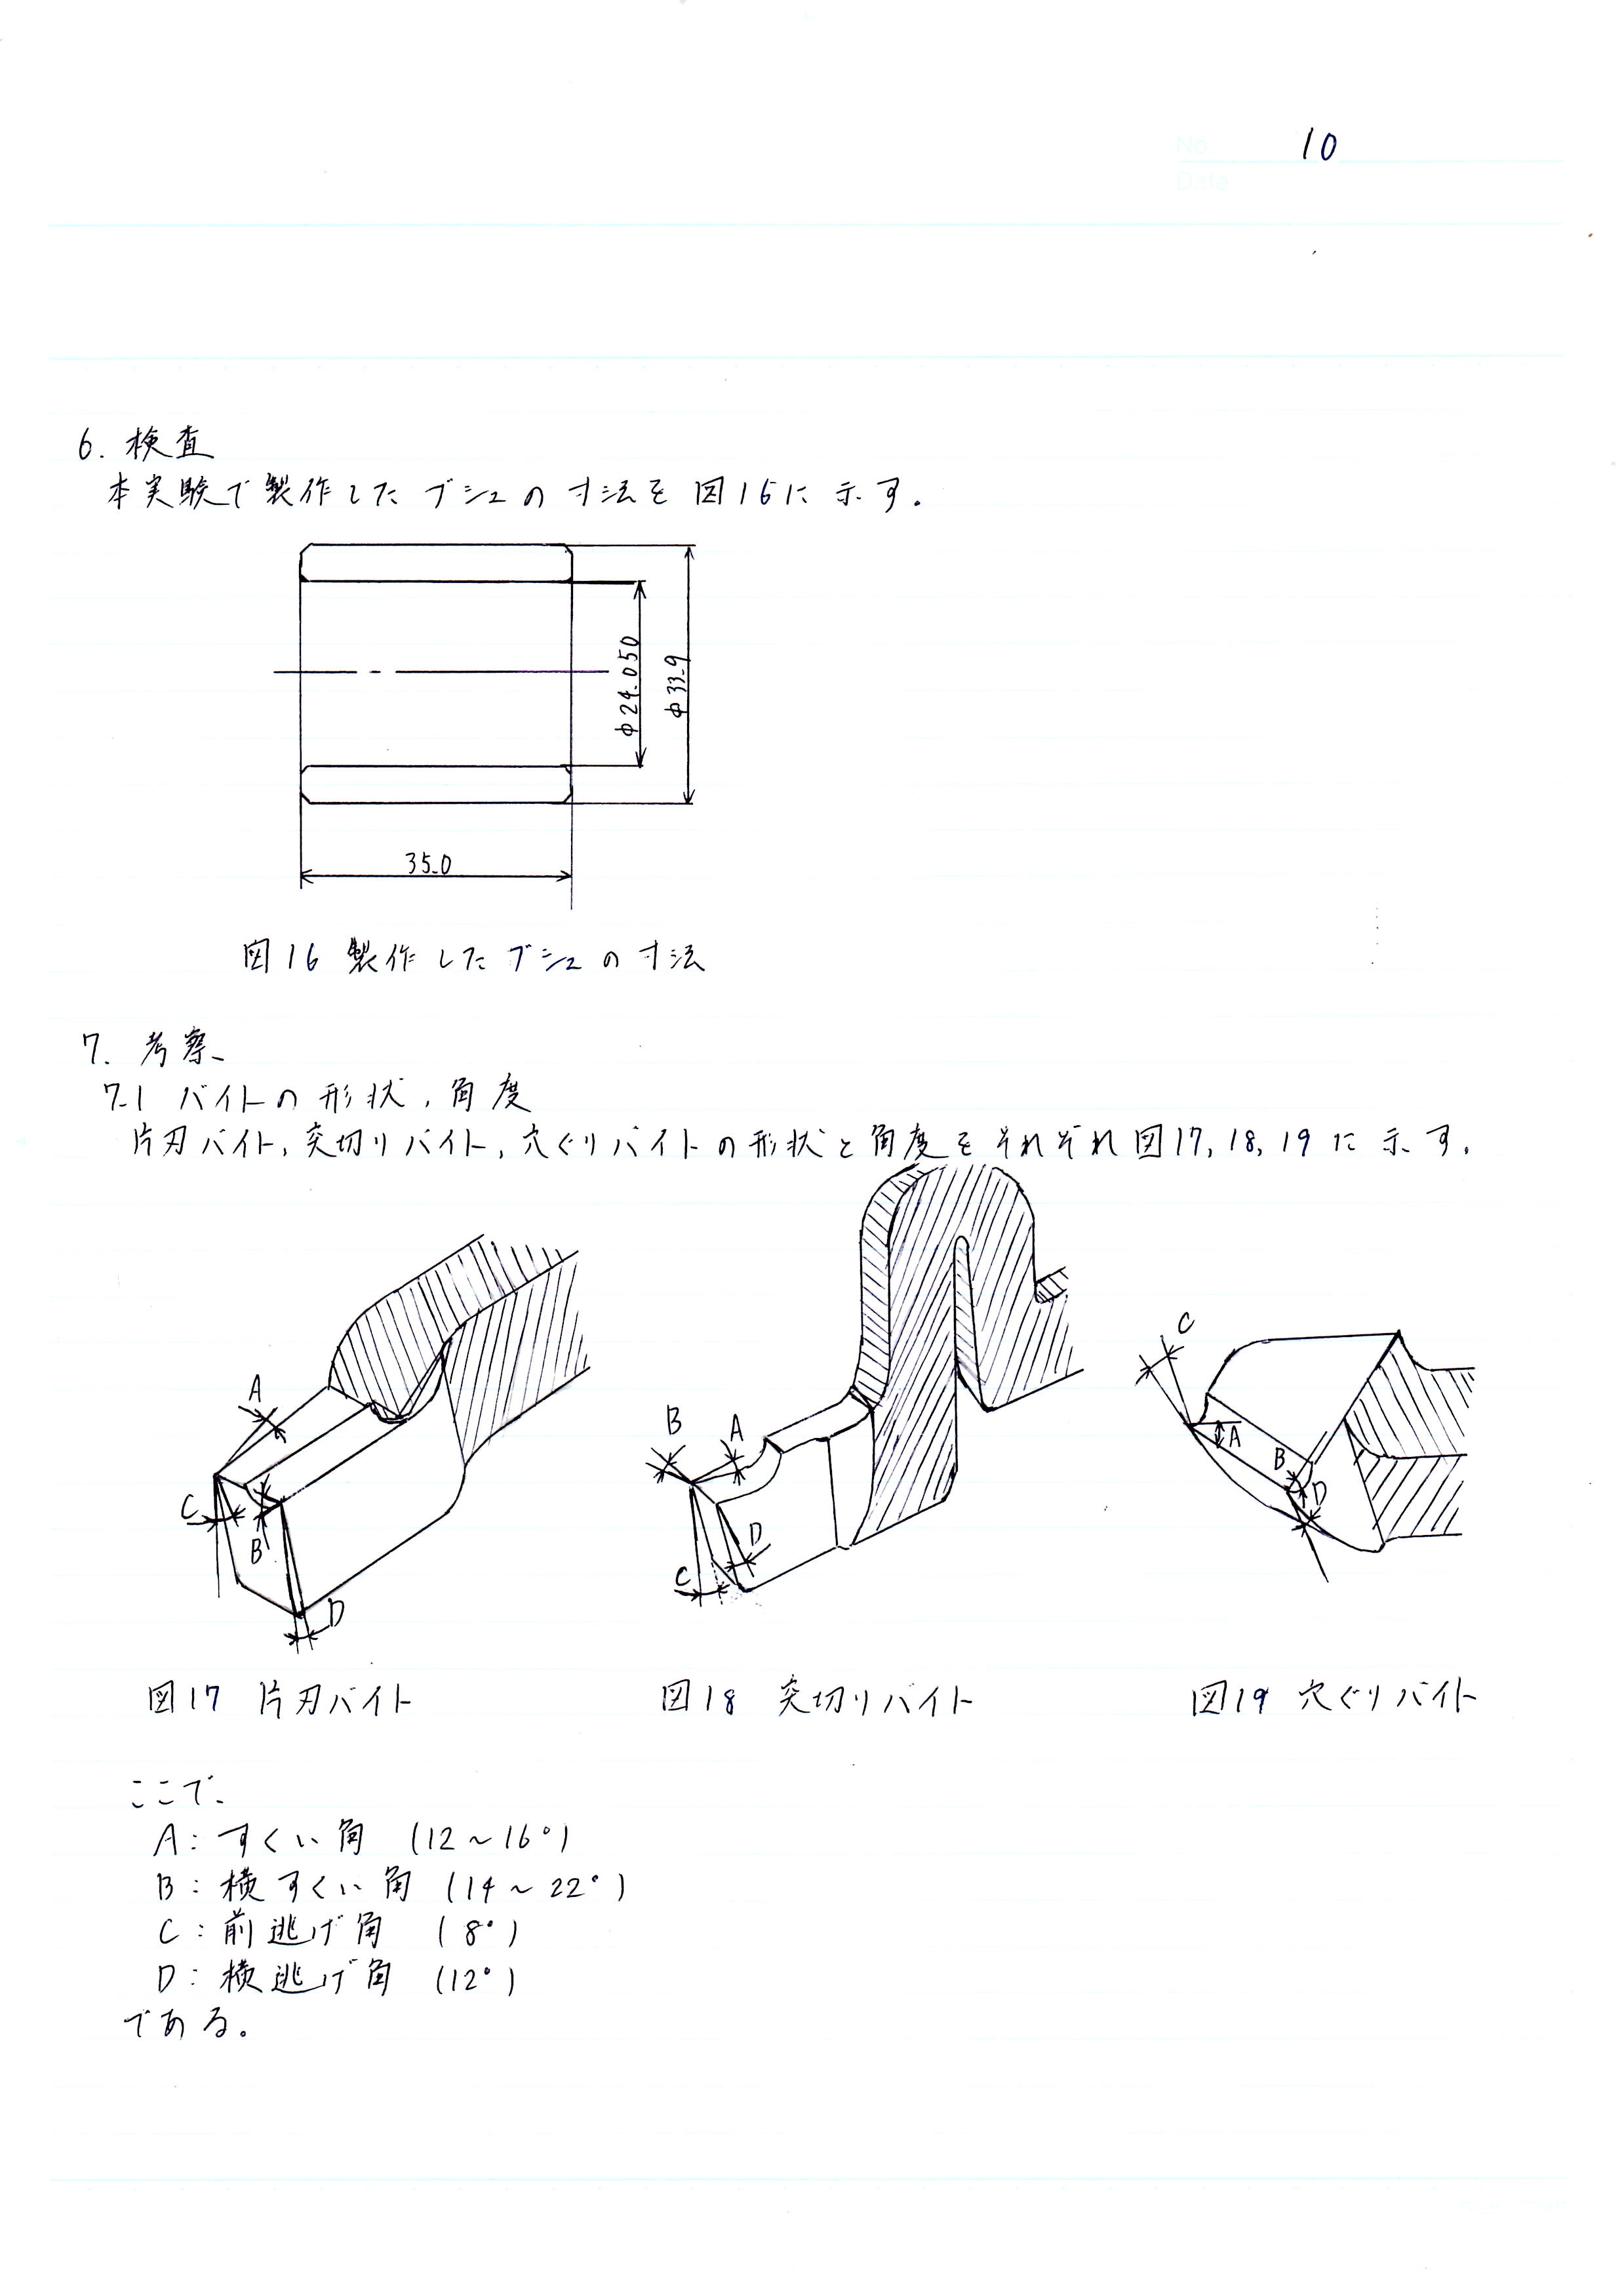 No. 10
Data
6. 検査
本実験で製作したブシュの寸法を図16に示す。
φ24.050
φ33.9
35.0
図16 製作したブシュの寸法
7. 考察
7.1 バイトの形状,角度
片刃バイト,突切りバイト,穴ぐりバイトの形状と角度をそれぞれ図17,18,19に示す。
A
C
B
D
B
A
D
C
C
A
B
D
図17 片刃バイト
図18 突切りバイト
図19 穴ぐりバイト
ここで、
A:すくい角 (12~16°)
B:横すくい角 (14~22°)
C:前逃げ角 (8°)
D:横逃げ角 (12°)
である。